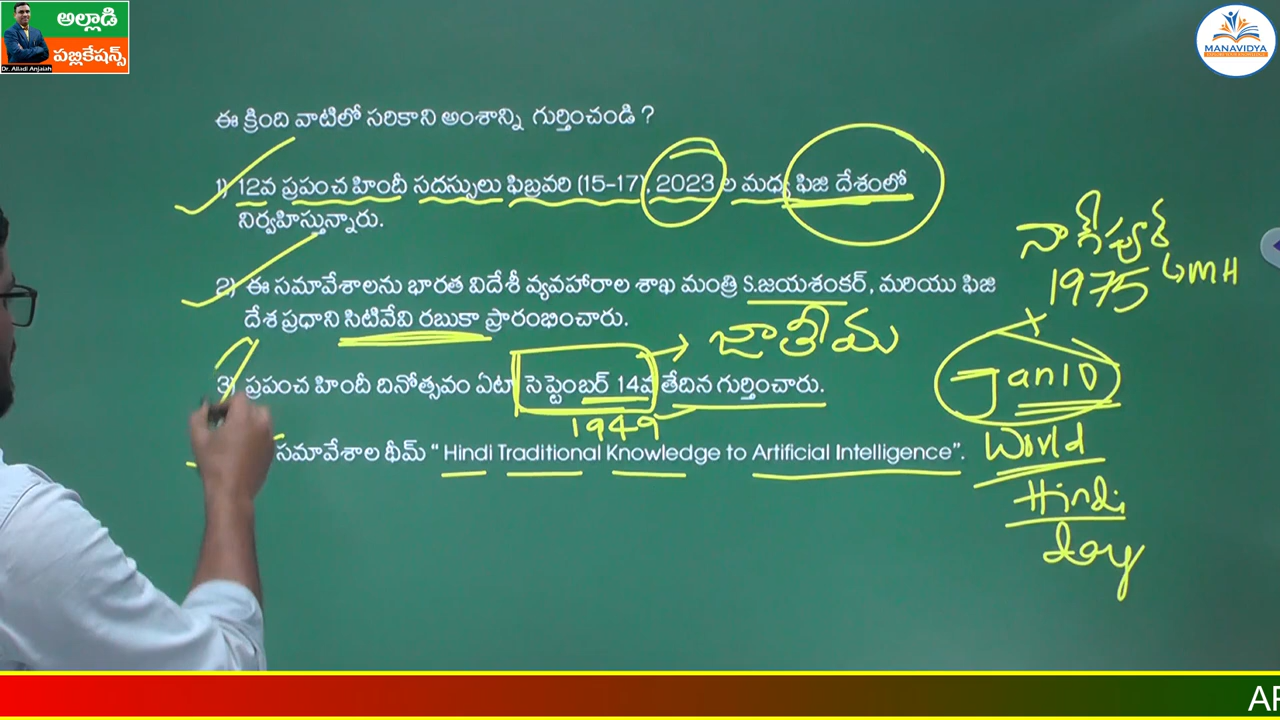 అల్లాడి
పబ్లికేషన్స్
Dr. Alladi Anjaiah
MANAVIDYA
ఈ క్రింది వాటిలో సరికాని అంశాన్ని గుర్తించండి ?
1) 12వ ప్రపంచ హిందీ సదస్సులు ఫిబ్రవరి (15-17), 2023 ల మధ్య ఫిజి దేశంలో
నిర్వహిస్తున్నారు.
2) ఈ సమావేశాలను భారత విదేశీ వ్యవహారాల శాఖ మంత్రి S.జయశంకర్, మరియు ఫిజి
దేశ ప్రధాని సిటివేవి రబుకా ప్రారంభించారు.
3) ప్రపంచ హిందీ దినోత్సవం ఏటా సెప్టెంబర్ 14వ తేదిన గుర్తించారు.
సమావేశాల థీమ్ “ Hindi Traditional Knowledge to Artificial Intelligence”.
జాతీయ
1949
నాగ్‌పూర్
1975 ↳MH
Jan10
World
Hindi
day
AP